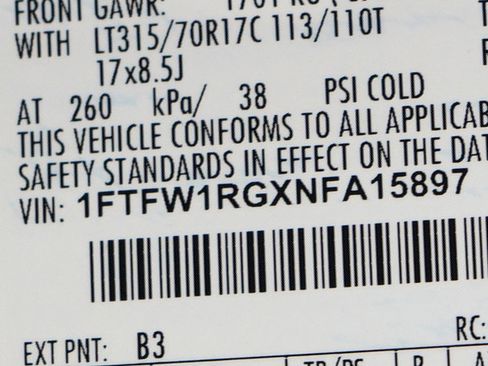 FRONT GAWR:
WITH LT315/70R17C 113/110T
17x8.5J
AT 260 kPa/ 38 PSI COLD
THIS VEHICLE CONFORMS TO ALL APPLICAB
SAFETY STANDARDS IN EFFECT ON THE DAT
VIN: 1FTFW1RGXNFA15897
RC:
EXT PNT: B3